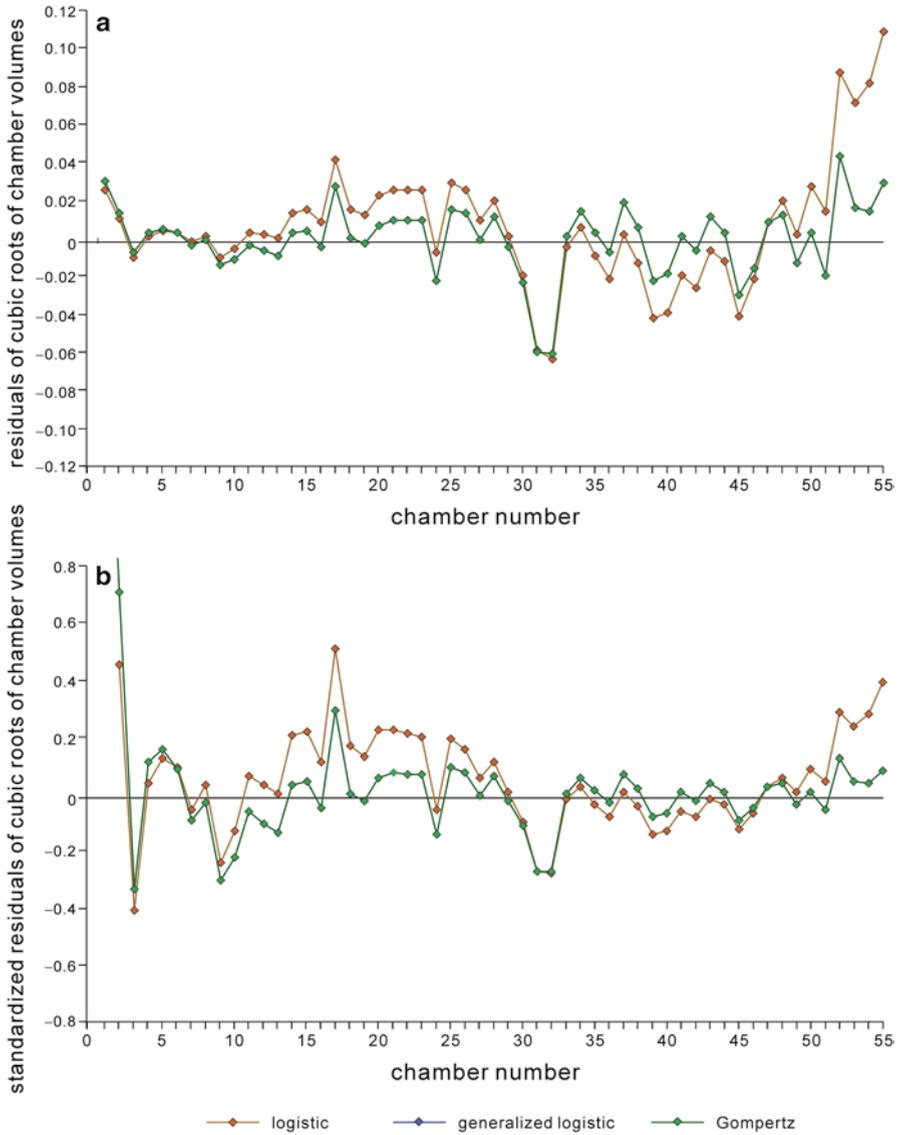 a
residuals of cubic roots of chamber volumes
0.12
0.10
0.08
0.06
0.04
0.02
0
−0.02
−0.04
−0.06
−0.08
−0.10
−0.12
0 5 10 15 20 25 30 35 40 45 50 55
chamber number
b
standardized residuals of cubic roots of chamber volumes
0.8
0.6
0.4
0.2
0
−0.2
−0.4
−0.6
−0.8
0 5 10 15 20 25 30 35 40 45 50 55
chamber number
logistic generalized logistic Gompertz